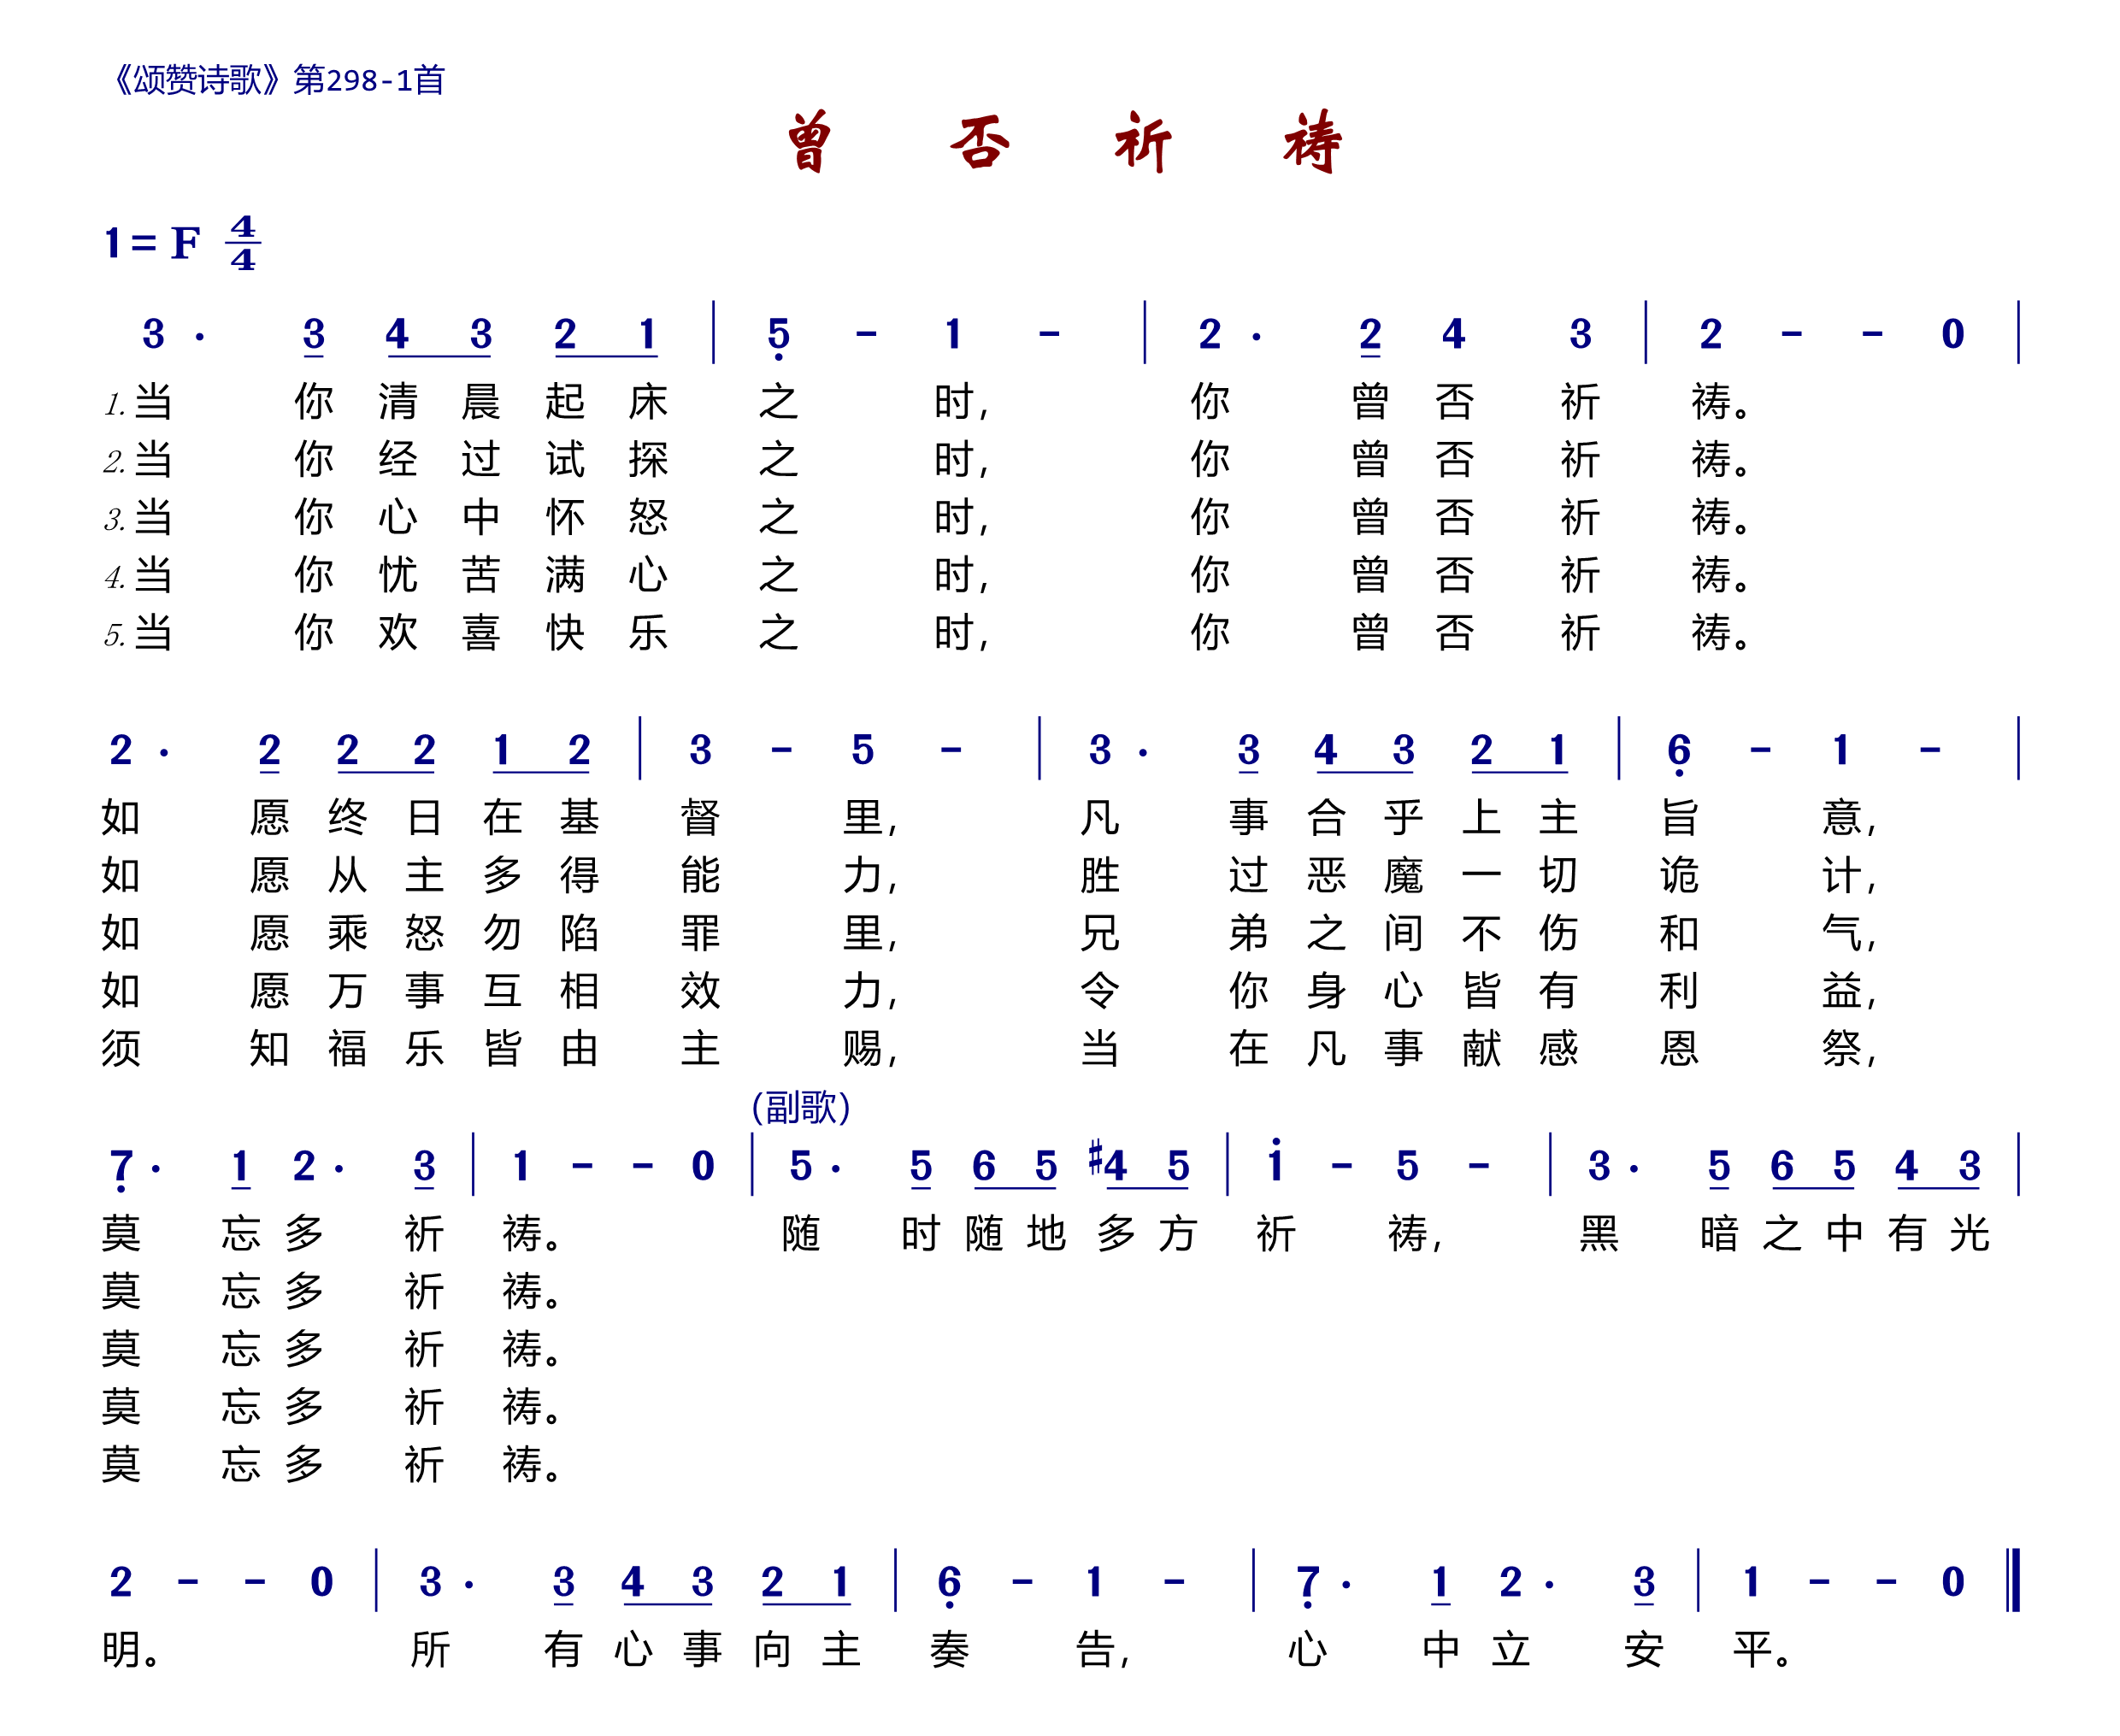 《颂赞诗歌》第298-1首
曾 否 祈 祷
1= F 4/4
3 · 3 4 3 2 1 | 5̣ - 1 - | 2 · 2 4 3 | 2 - - 0 |
1. 当 你 清 晨 起 床 之 时, 你 曾 否 祈 祷。
2. 当 你 经 过 试 探 之 时, 你 曾 否 祈 祷。
3. 当 你 心 中 怀 怒 之 时, 你 曾 否 祈 祷。
4. 当 你 忧 苦 满 心 之 时, 你 曾 否 祈 祷。
5. 当 你 欢 喜 快 乐 之 时, 你 曾 否 祈 祷。
2 · 2 2 2 1 2 | 3 - 5 - | 3 · 3 4 3 2 1 | 6̣ - 1 - |
如 愿 终 日 在 基 督 里, 凡 事 合 乎 上 主 旨 意,
如 愿 从 主 多 得 能 力, 胜 过 恶 魔 一 切 诡 计,
如 愿 乘 怒 勿 陷 罪 里, 兄 弟 之 间 不 伤 和 气,
如 愿 万 事 互 相 效 力, 令 你 身 心 皆 有 利 益,
须 知 福 乐 皆 由 主 赐, 当 在 凡 事 献 感 恩 祭,
(副歌)
7̣ · 1 2 · 3 | 1 - - 0 | 5 · 5 6 5 #4 5 | 1̇ - 5 - | 3 · 5 6 5 4 3 |
莫 忘 多 祈 祷。 随 时 随 地 多 方 祈 祷, 黑 暗 之 中 有 光
莫 忘 多 祈 祷。
莫 忘 多 祈 祷。
莫 忘 多 祈 祷。
莫 忘 多 祈 祷。
2 - - 0 | 3 · 3 4 3 2 1 | 6̣ - 1 - | 7̣ · 1 2 · 3 | 1 - - 0 ‖
明。 所 有 心 事 向 主 奏 告, 心 中 立 安 平。